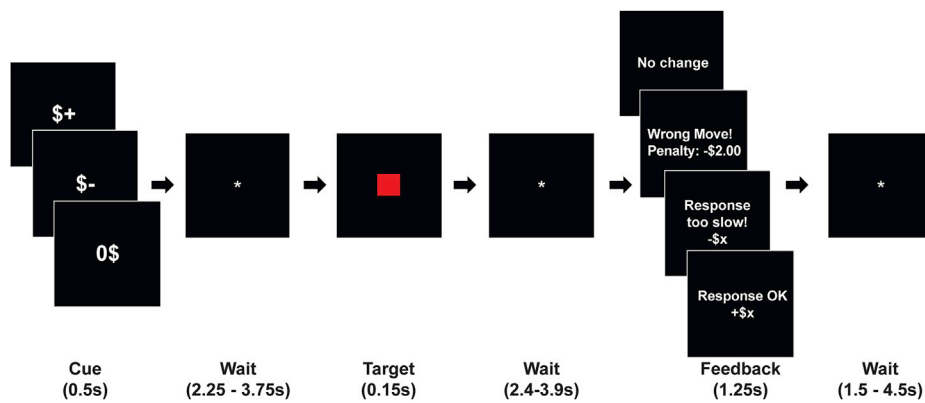 $+
$-
0$
*
*
No change
Wrong Move!
Penalty: -$2.00
Response
too slow!
-$x
Response OK
+$x
*
Cue
(0.5s)
Wait
(2.25 - 3.75s)
Target
(0.15s)
Wait
(2.4-3.9s)
Feedback
(1.25s)
Wait
(1.5 - 4.5s)